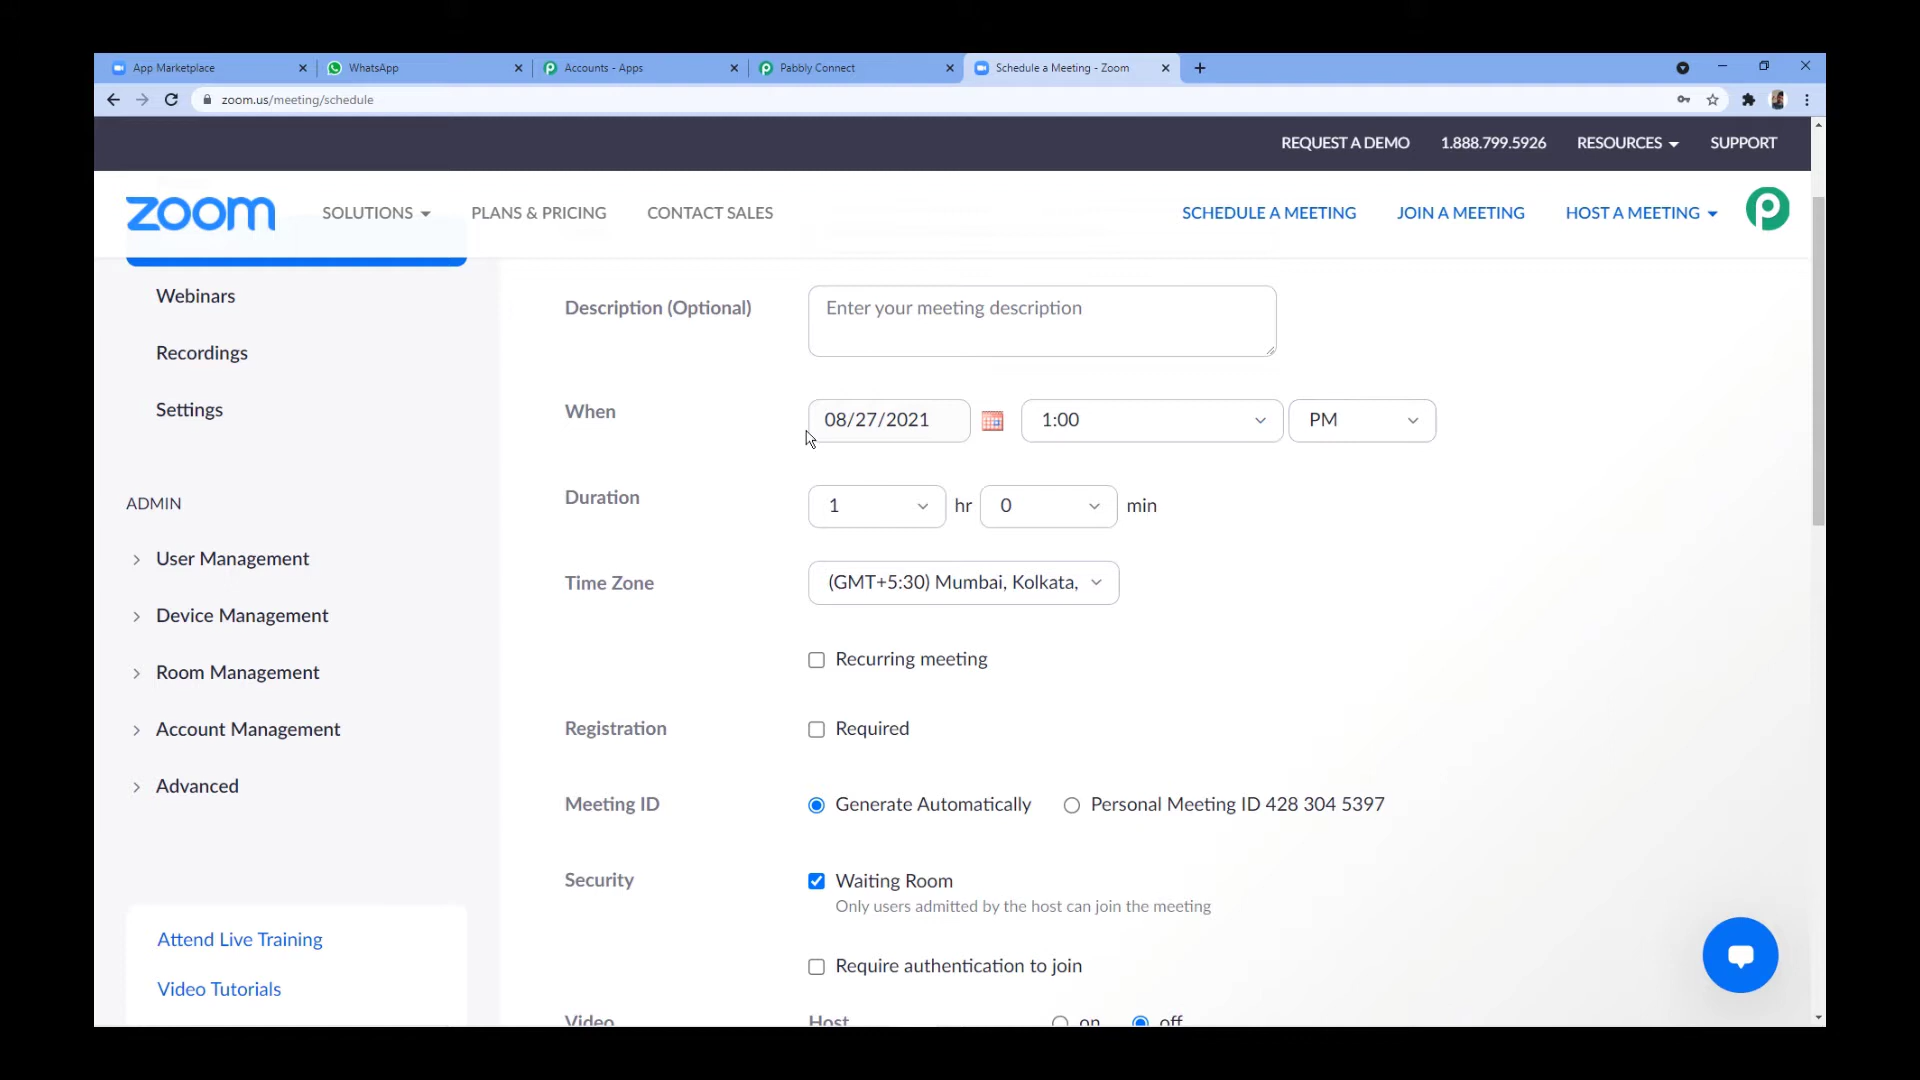 App Marketplace
WhatsApp
Accounts - Apps
Pabbly Connect
Schedule a Meeting - Zoom
zoom.us/meeting/schedule
REQUEST A DEMO 1.888.799.5926 RESOURCES SUPPORT
zoom SOLUTIONS PLANS & PRICING CONTACT SALES SCHEDULE A MEETING JOIN A MEETING HOST A MEETING
Webinars
Recordings
Settings
ADMIN
User Management
Device Management
Room Management
Account Management
Advanced
Attend Live Training
Video Tutorials
Description (Optional) Enter your meeting description
When 08/27/2021 1:00 PM
Duration 1 hr 0 min
Time Zone (GMT+5:30) Mumbai, Kolkata,
Recurring meeting
Registration Required
Meeting ID Generate Automatically Personal Meeting ID 428 304 5397
Security Waiting Room
Only users admitted by the host can join the meeting
Require authentication to join
Video Host on off